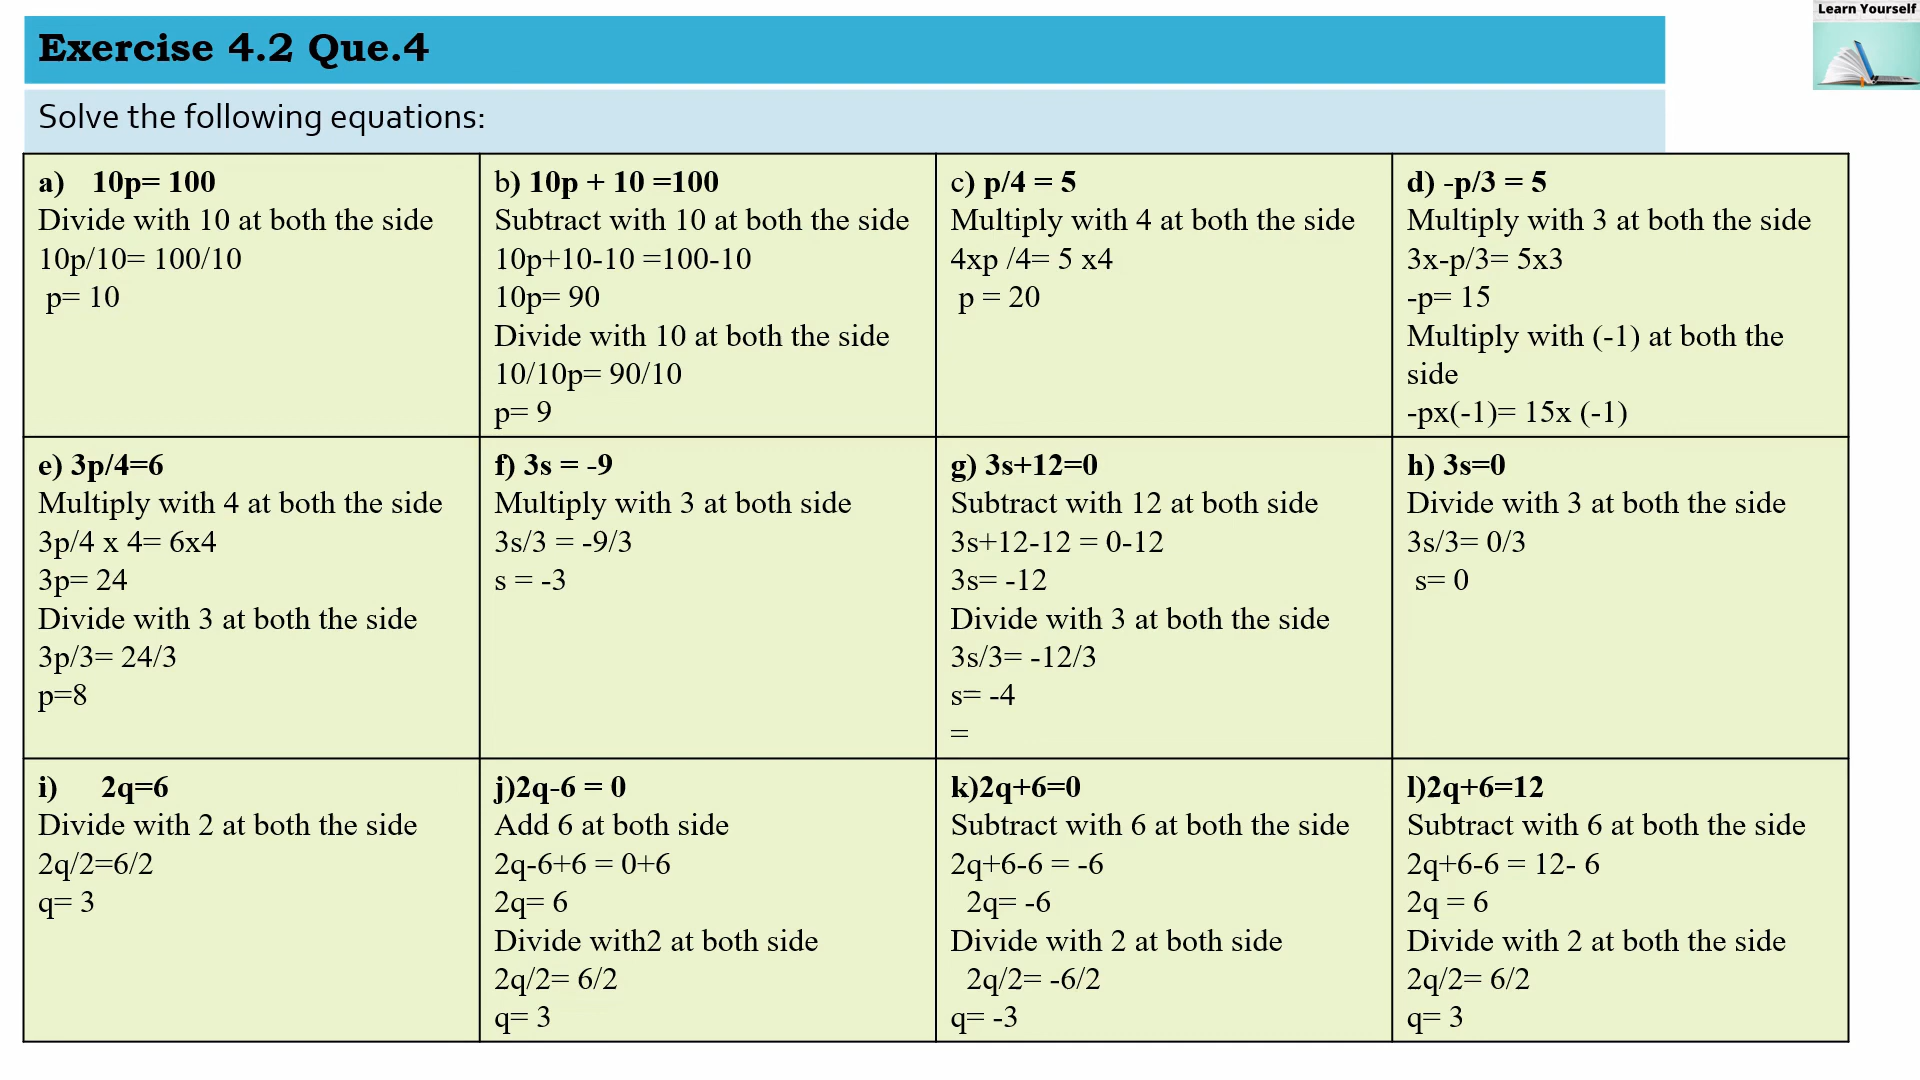 Learn Yourself
Exercise 4.2 Que.4
Solve the following equations:
a) 10p= 100
Divide with 10 at both the side
10p/10= 100/10
p= 10
b) 10p + 10 =100
Subtract with 10 at both the side
10p+10-10 =100-10
10p= 90
Divide with 10 at both the side
10/10p= 90/10
p= 9
c) p/4 = 5
Multiply with 4 at both the side
4xp /4= 5 x4
p = 20
d) -p/3 = 5
Multiply with 3 at both the side
3x-p/3= 5x3
-p= 15
Multiply with (-1) at both the
side
-px(-1)= 15x (-1)
e) 3p/4=6
Multiply with 4 at both the side
3p/4 x 4= 6x4
3p= 24
Divide with 3 at both the side
3p/3= 24/3
p=8
f) 3s = -9
Multiply with 3 at both side
3s/3 = -9/3
s = -3
g) 3s+12=0
Subtract with 12 at both side
3s+12-12 = 0-12
3s= -12
Divide with 3 at both the side
3s/3= -12/3
s= -4
=
h) 3s=0
Divide with 3 at both the side
3s/3= 0/3
s= 0
i) 2q=6
Divide with 2 at both the side
2q/2=6/2
q= 3
j)2q-6 = 0
Add 6 at both side
2q-6+6 = 0+6
2q= 6
Divide with2 at both side
2q/2= 6/2
q= 3
k)2q+6=0
Subtract with 6 at both the side
2q+6-6 = -6
2q= -6
Divide with 2 at both side
2q/2= -6/2
q= -3
l)2q+6=12
Subtract with 6 at both the side
2q+6-6 = 12- 6
2q = 6
Divide with 2 at both the side
2q/2= 6/2
q= 3